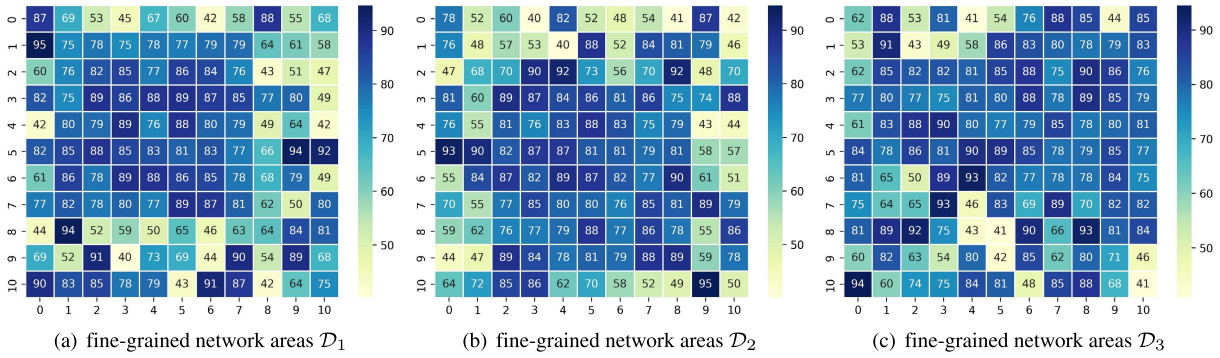 0 87 69 53 45 67 60 42 58 88 55 68
1 95 75 78 75 78 77 79 79 64 61 58
2 60 76 82 85 77 86 84 76 43 51 47
3 82 75 89 86 88 89 87 85 77 80 49
4 42 80 79 89 76 88 80 79 49 64 42
5 82 85 88 85 83 81 83 77 66 94 92
6 61 86 78 89 88 86 85 78 68 79 49
7 77 82 78 80 77 89 87 81 62 50 80
8 44 94 52 59 50 65 46 63 64 84 81
9 69 52 91 40 73 69 44 90 54 89 68
10 90 83 85 78 79 43 91 87 42 64 75
0 1 2 3 4 5 6 7 8 9 10
90
80
70
60
50
(a) fine-grained network areas 𝒟₁
0 78 52 60 40 82 52 48 54 41 87 42
1 76 48 57 53 40 88 52 84 81 79 46
2 47 68 70 90 92 73 56 70 92 48 70
3 81 60 89 87 84 86 81 86 75 74 88
4 76 55 81 76 83 88 83 75 79 43 44
5 93 90 82 87 87 81 81 79 81 58 57
6 55 84 87 82 89 87 82 77 90 61 51
7 70 55 77 85 80 80 77 85 81 89 79
8 59 62 76 77 78 88 77 78 86 55 86
9 44 47 89 84 78 81 79 88 89 59 78
10 64 72 85 86 62 70 58 52 49 95 50
0 1 2 3 4 5 6 7 8 9 10
90
80
70
60
50
(b) fine-grained network areas 𝒟₂
0 62 88 53 81 41 54 76 88 89 44 85
1 53 91 43 49 58 86 83 80 87 75 83
2 62 85 82 82 81 85 88 75 90 86 78
3 77 80 77 75 81 80 88 78 89 85 79
4 61 83 88 90 80 77 79 85 78 80 81
5 84 78 86 81 90 89 85 78 85 84 80
6 81 65 50 89 93 82 77 78 78 84 75
7 75 64 65 93 46 83 69 89 70 82 82
8 81 89 92 75 43 41 90 66 93 81 84
9 60 82 63 54 80 42 85 62 80 71 46
10 94 60 74 75 84 81 48 85 88 68 41
0 1 2 3 4 5 6 7 8 9 10
90
80
70
60
50
(c) fine-grained network areas 𝒟₃